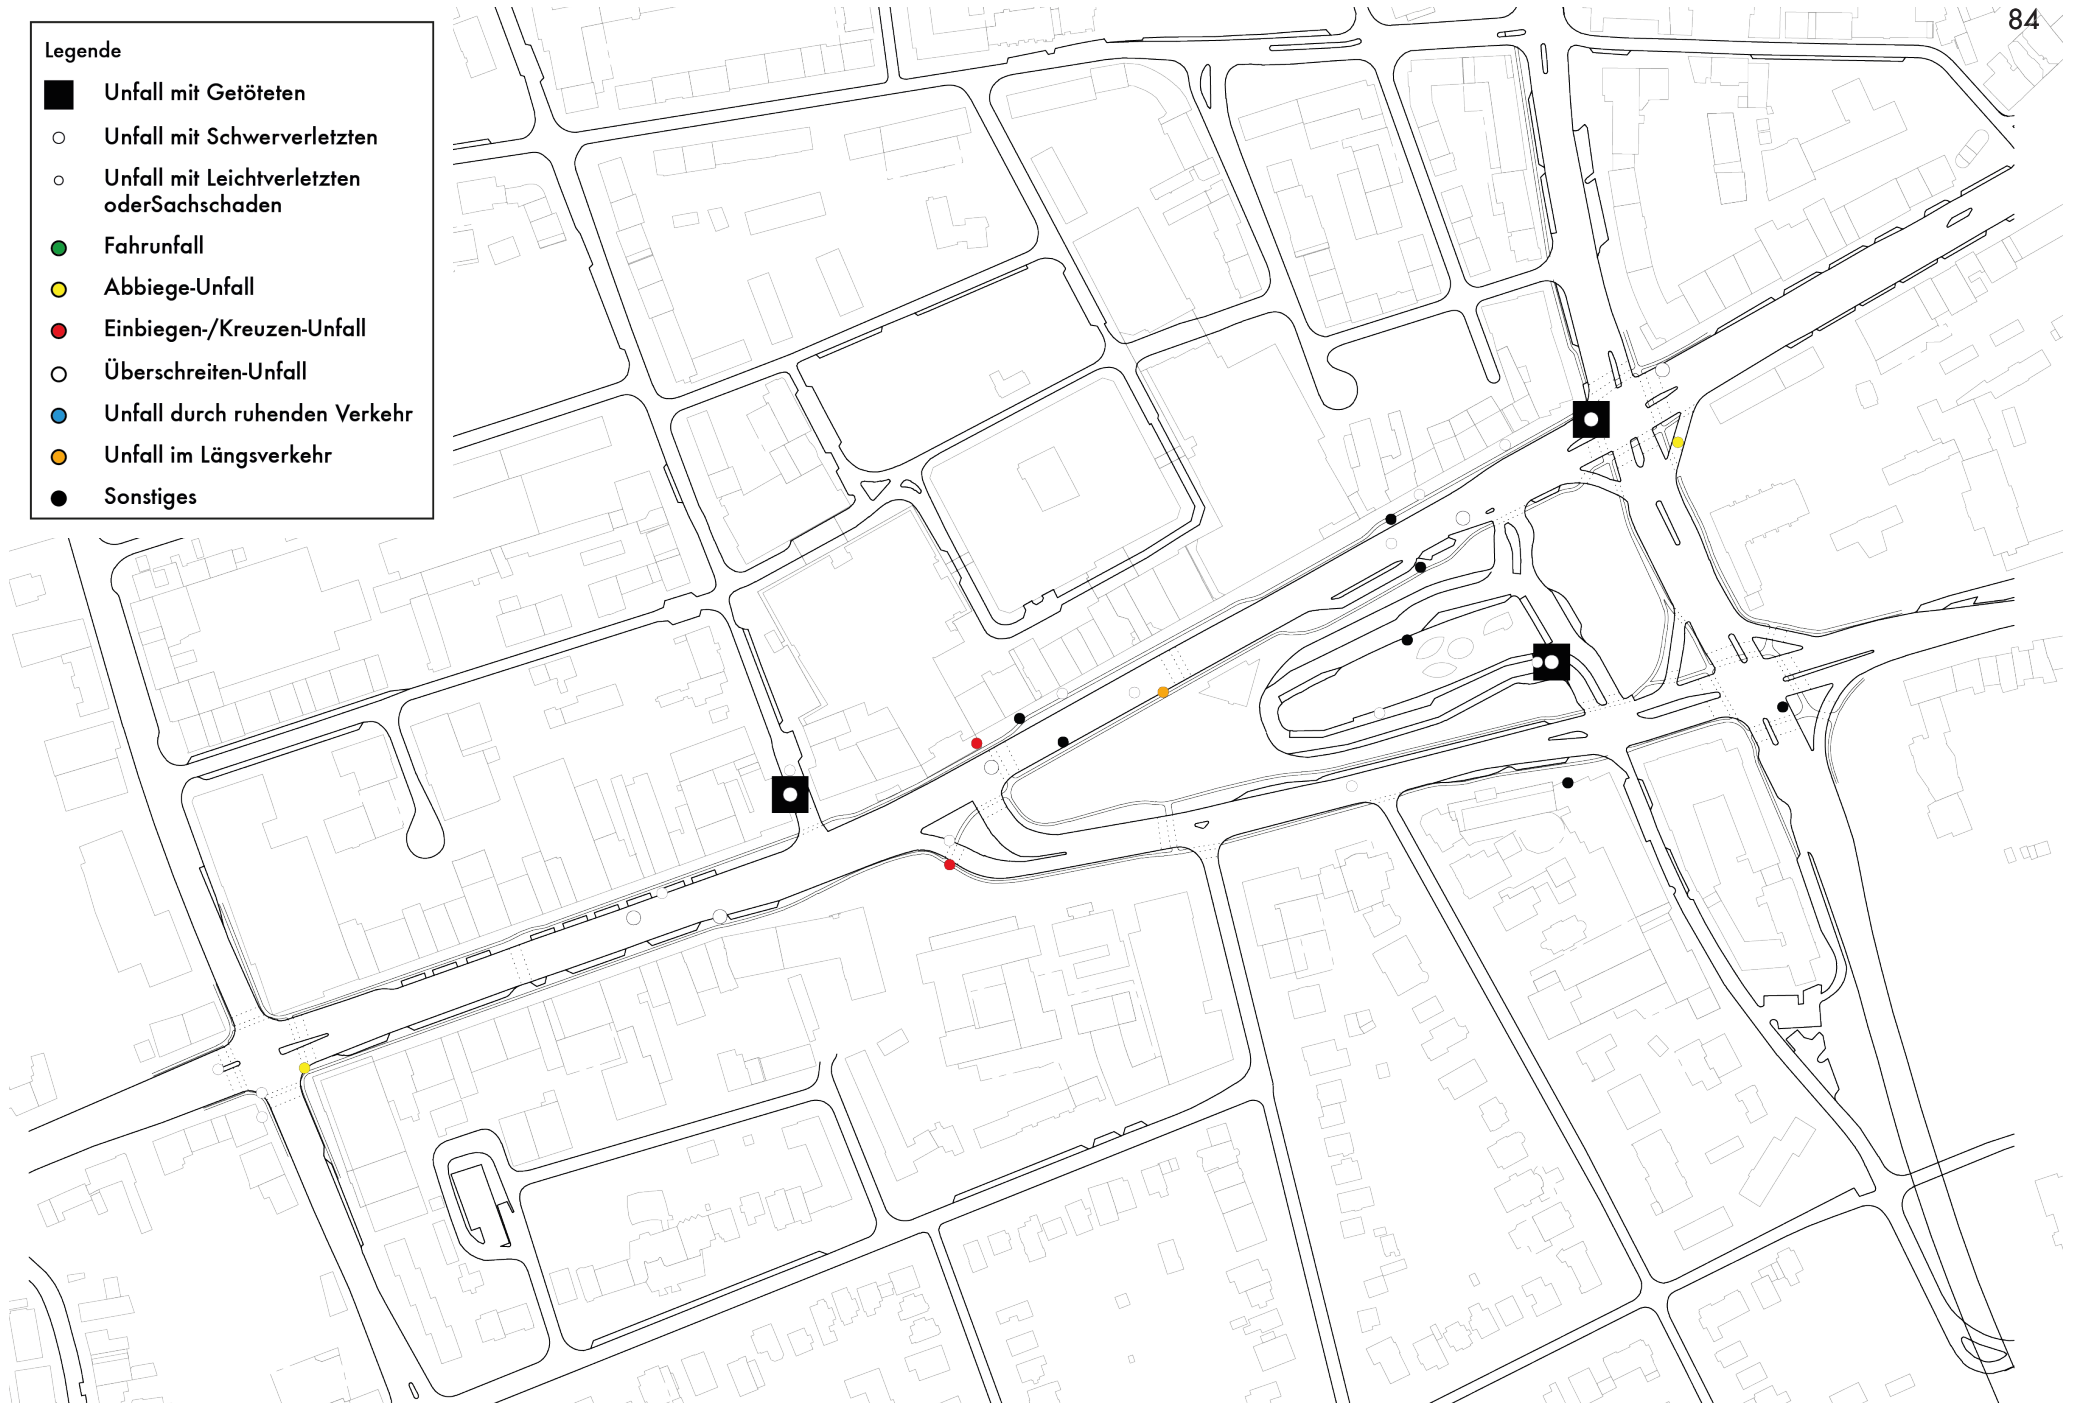 84
Legende
Unfall mit Getöteten
Unfall mit Schwerverletzten
Unfall mit Leichtverletzten
oderSachschaden
Fahrunfall
Abbiege-Unfall
Einbiegen-/Kreuzen-Unfall
Überschreiten-Unfall
Unfall durch ruhenden Verkehr
Unfall im Längsverkehr
Sonstiges